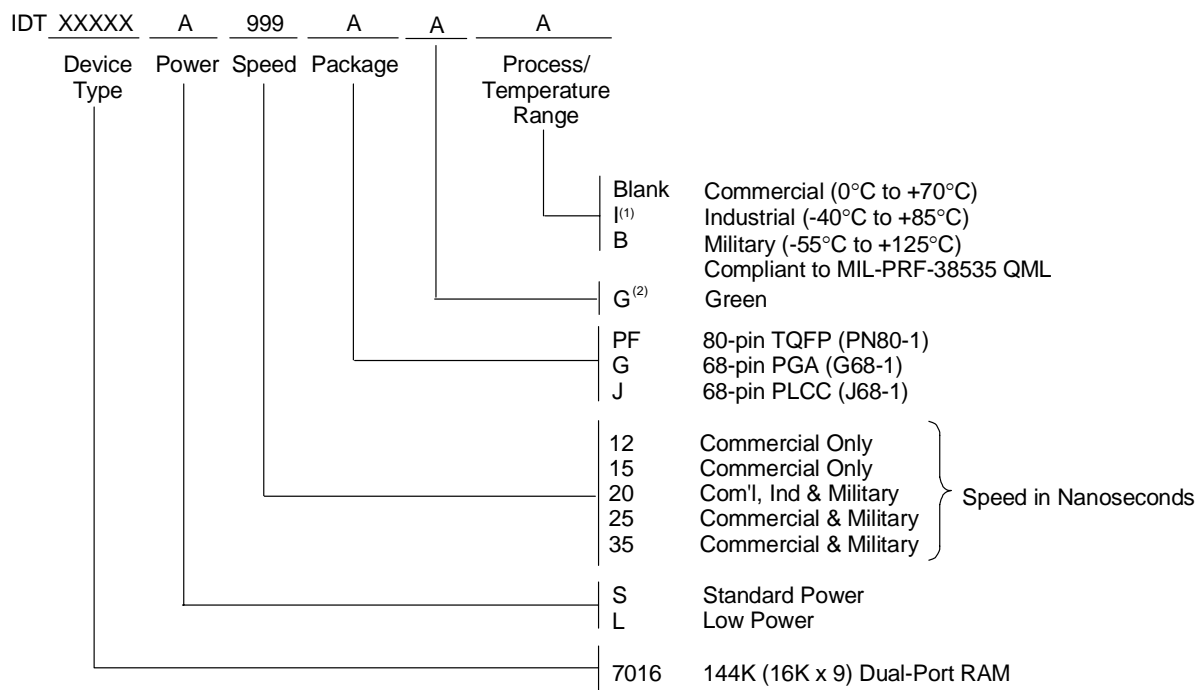 IDT XXXXX A 999 A A A
Device Type Power Speed Package Process/ Temperature Range
Blank Commercial (0°C to +70°C)
I(1) Industrial (-40°C to +85°C)
B Military (-55°C to +125°C)
Compliant to MIL-PRF-38535 QML
G(2) Green
PF 80-pin TQFP (PN80-1)
G 68-pin PGA (G68-1)
J 68-pin PLCC (J68-1)
12 Commercial Only
15 Commercial Only
20 Com'l, Ind & Military
25 Commercial & Military
35 Commercial & Military
Speed in Nanoseconds
S Standard Power
L Low Power
7016 144K (16K x 9) Dual-Port RAM